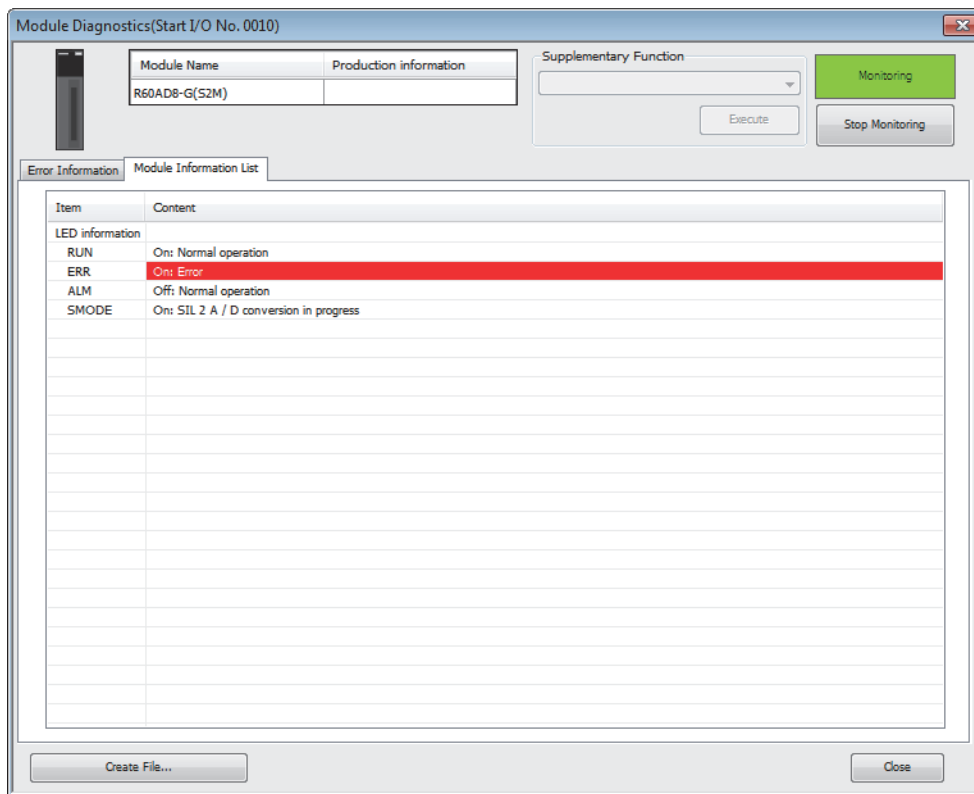 Module Diagnostics(Start I/O No. 0010)
Module Name Production information
R60AD8-G(S2M)
Supplementary Function
Execute
Monitoring
Stop Monitoring
Error Information Module Information List
Item Content
LED information
RUN On: Normal operation
ERR On: Error
ALM Off: Normal operation
SMODE On: SIL 2 A / D conversion in progress
Create File... Close